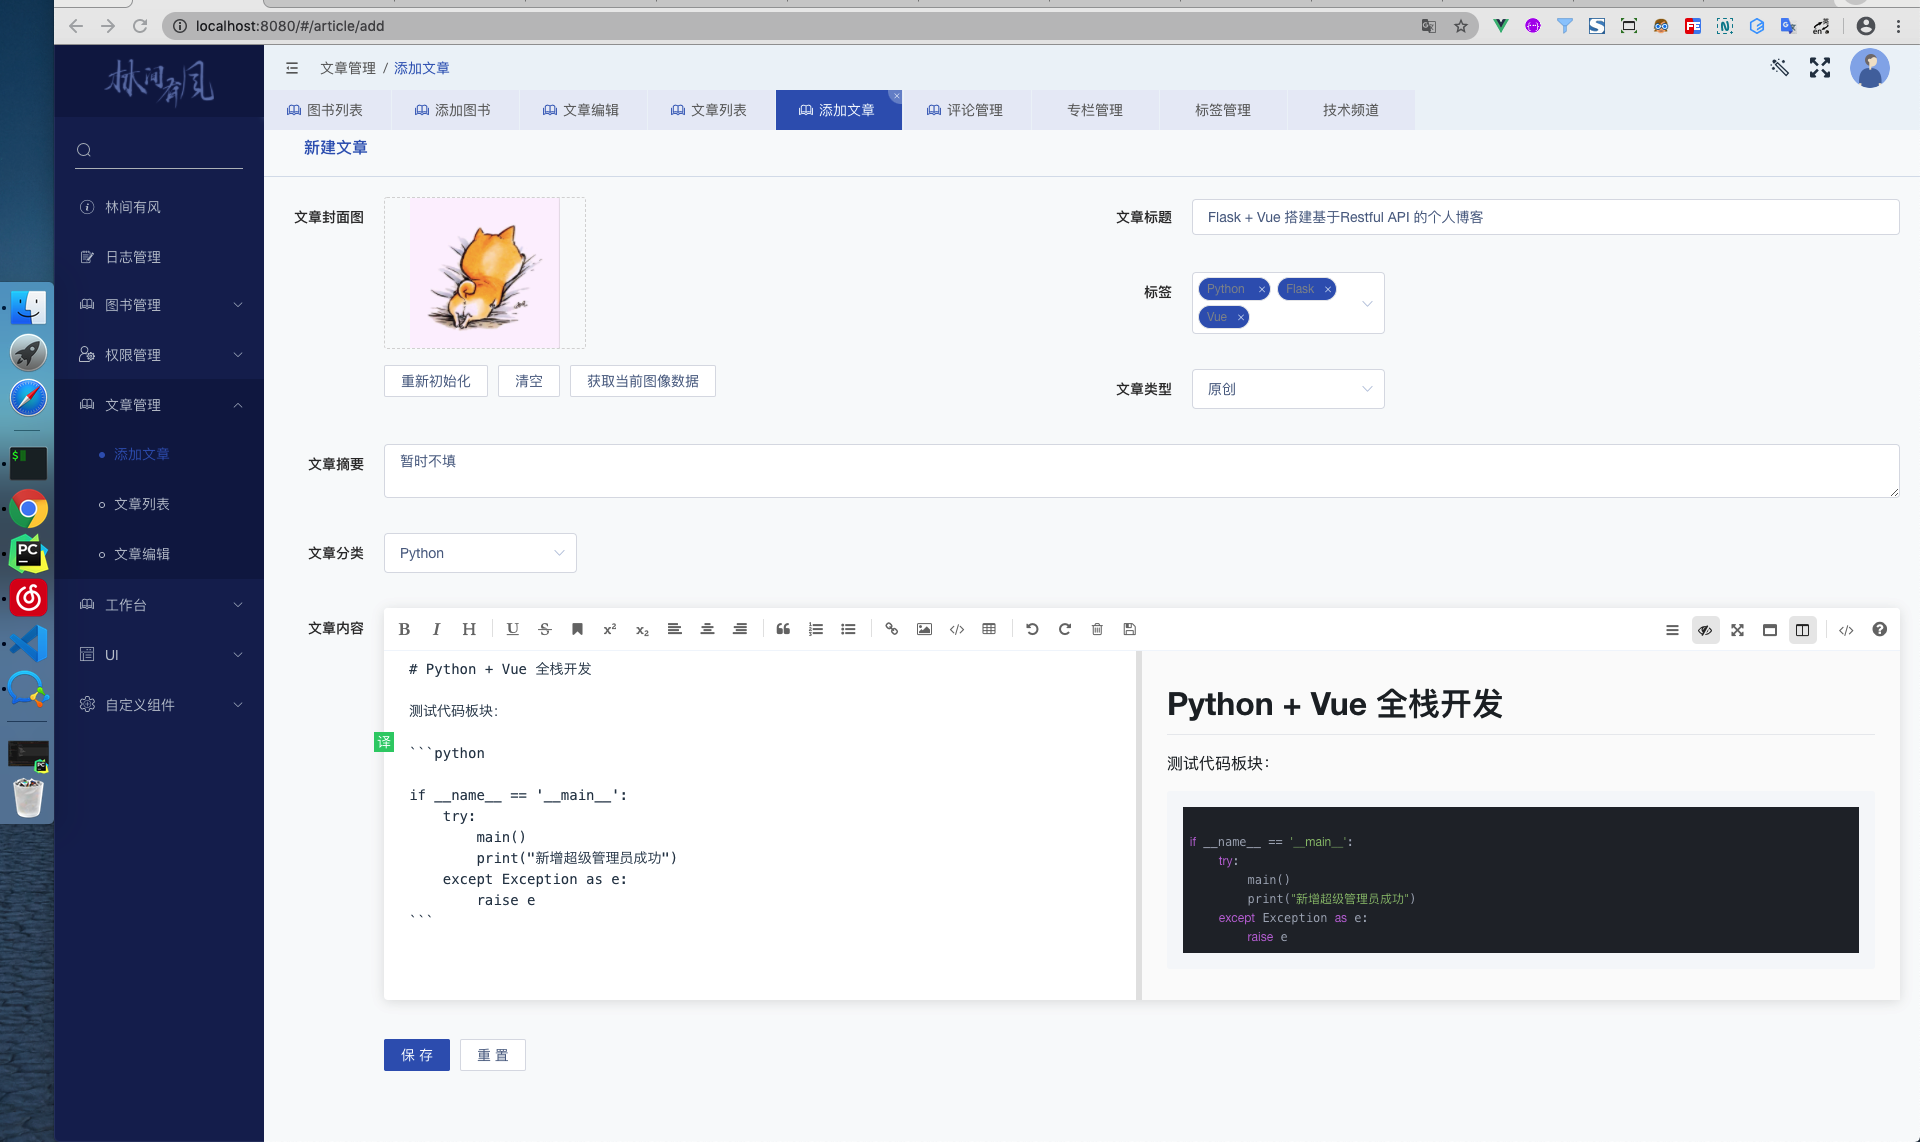 localhost:8080/#/article/add
林间有风
文章管理 / 添加文章
图书列表 添加图书 文章编辑 文章列表 添加文章 评论管理 专栏管理 标签管理 技术频道
新建文章
林间有风
日志管理
图书管理
权限管理
文章管理
添加文章
文章列表
文章编辑
工作台
UI
自定义组件
文章封面图
重新初始化 清空 获取当前图像数据
文章标题 Flask + Vue 搭建基于Restful API 的个人博客
标签 Python × Flask ×
Vue ×
文章类型 原创
文章摘要 暂时不填
文章分类 Python
文章内容
B I H U S x² x₂
# Python + Vue 全栈开发
测试代码板块:
```python
if __name__ == '__main__':
    try:
        main()
        print("新增超级管理员成功")
    except Exception as e:
        raise e
```
译
Python + Vue 全栈开发
测试代码板块:
if __name__ == '__main__':
    try:
        main()
        print("新增超级管理员成功")
    except Exception as e:
        raise e
保 存 重 置
PC